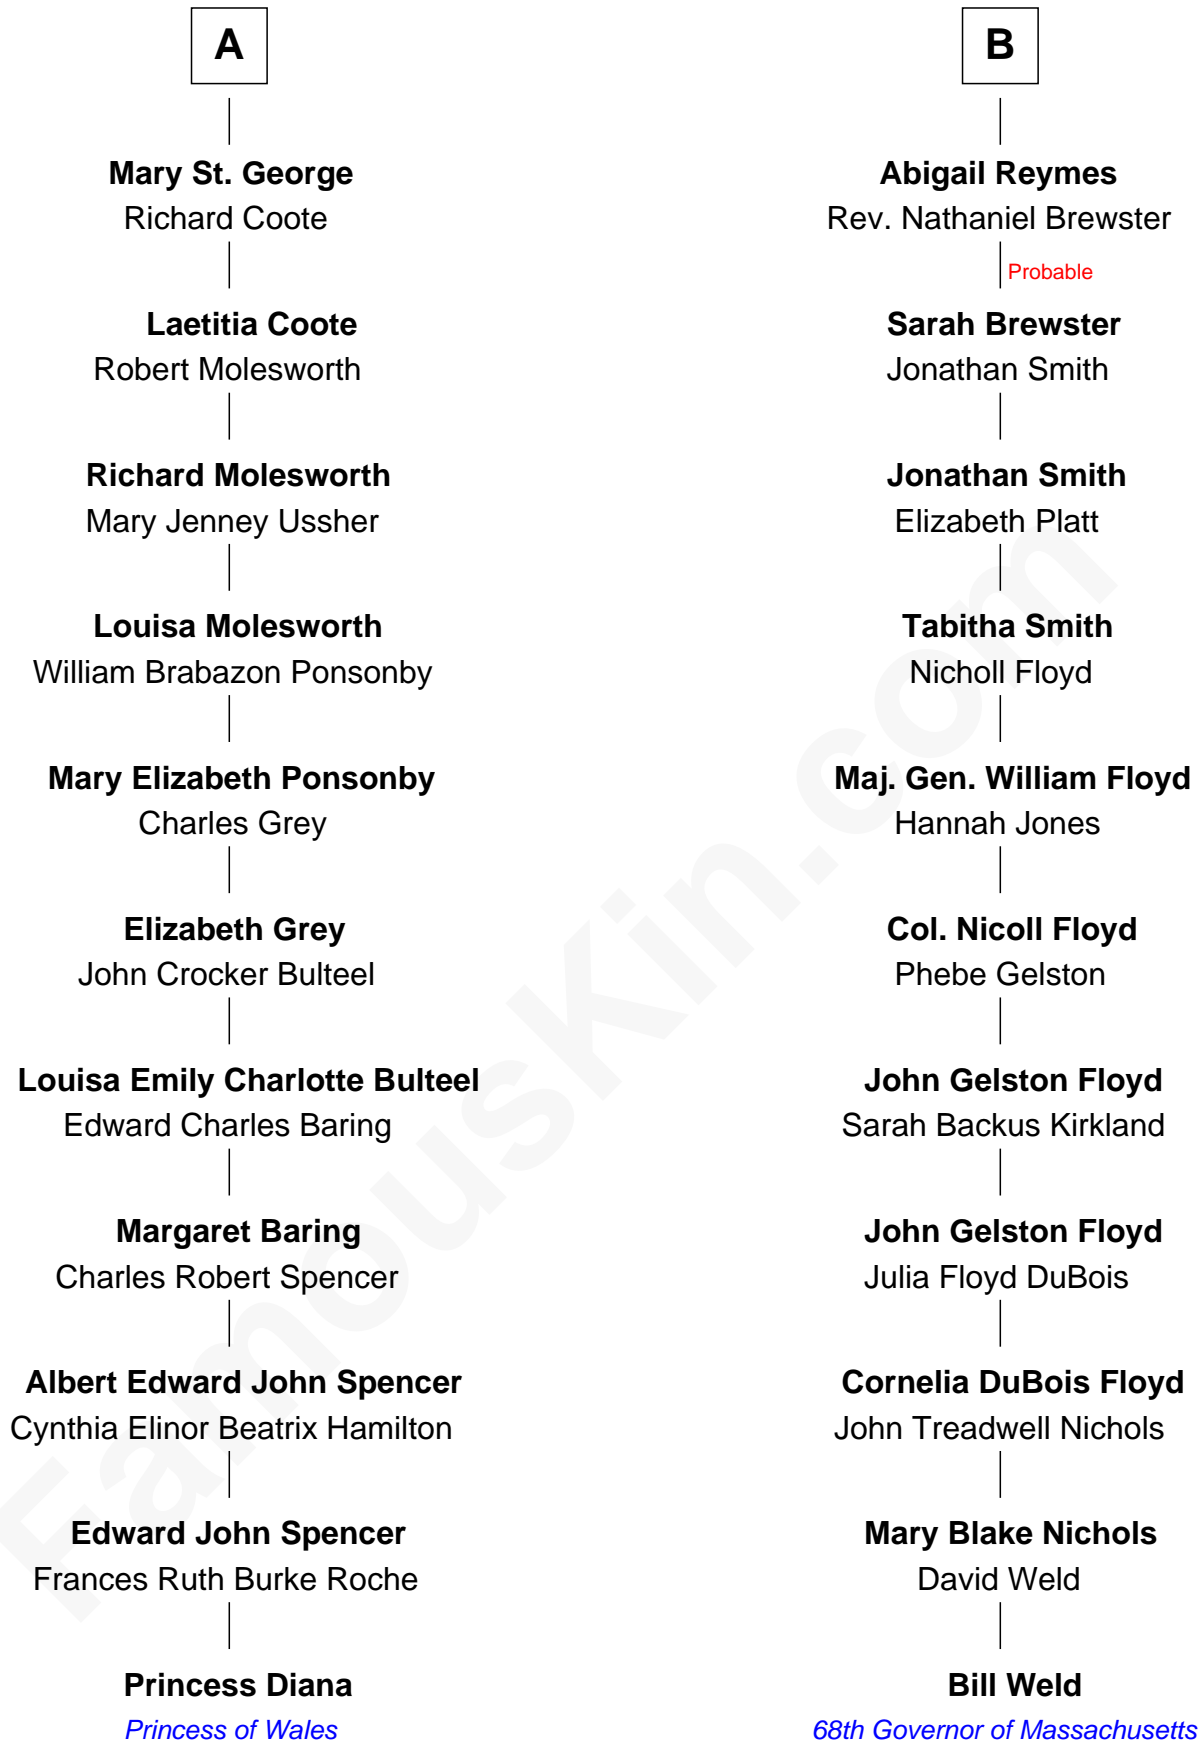 A
Mary St. George
Richard Coote
Laetitia Coote
Robert Molesworth
Richard Molesworth
Mary Jenney Ussher
Louisa Molesworth
William Brabazon Ponsonby
Mary Elizabeth Ponsonby
Charles Grey
Elizabeth Grey
John Crocker Bulteel
Louisa Emily Charlotte Bulteel
Edward Charles Baring
Margaret Baring
Charles Robert Spencer
Albert Edward John Spencer
Cynthia Elinor Beatrix Hamilton
Edward John Spencer
Frances Ruth Burke Roche
Princess Diana
Princess of Wales
B
Abigail Reymes
Rev. Nathaniel Brewster
Probable
Sarah Brewster
Jonathan Smith
Jonathan Smith
Elizabeth Platt
Tabitha Smith
Nicholl Floyd
Maj. Gen. William Floyd
Hannah Jones
Col. Nicoll Floyd
Phebe Gelston
John Gelston Floyd
Sarah Backus Kirkland
John Gelston Floyd
Julia Floyd DuBois
Cornelia DuBois Floyd
John Treadwell Nichols
Mary Blake Nichols
David Weld
Bill Weld
68th Governor of Massachusetts
FamousKin.com